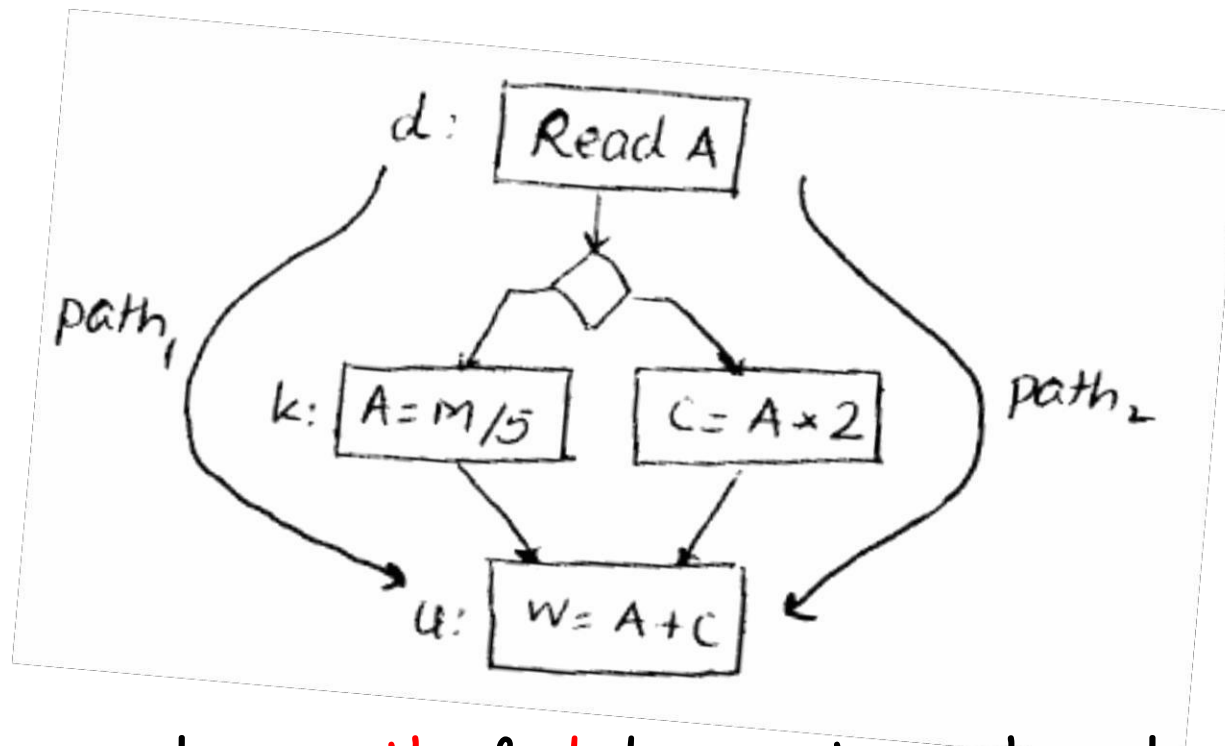 d: Read A
path1
k: A = M/5
C = A * 2
path2
u: W = A + C